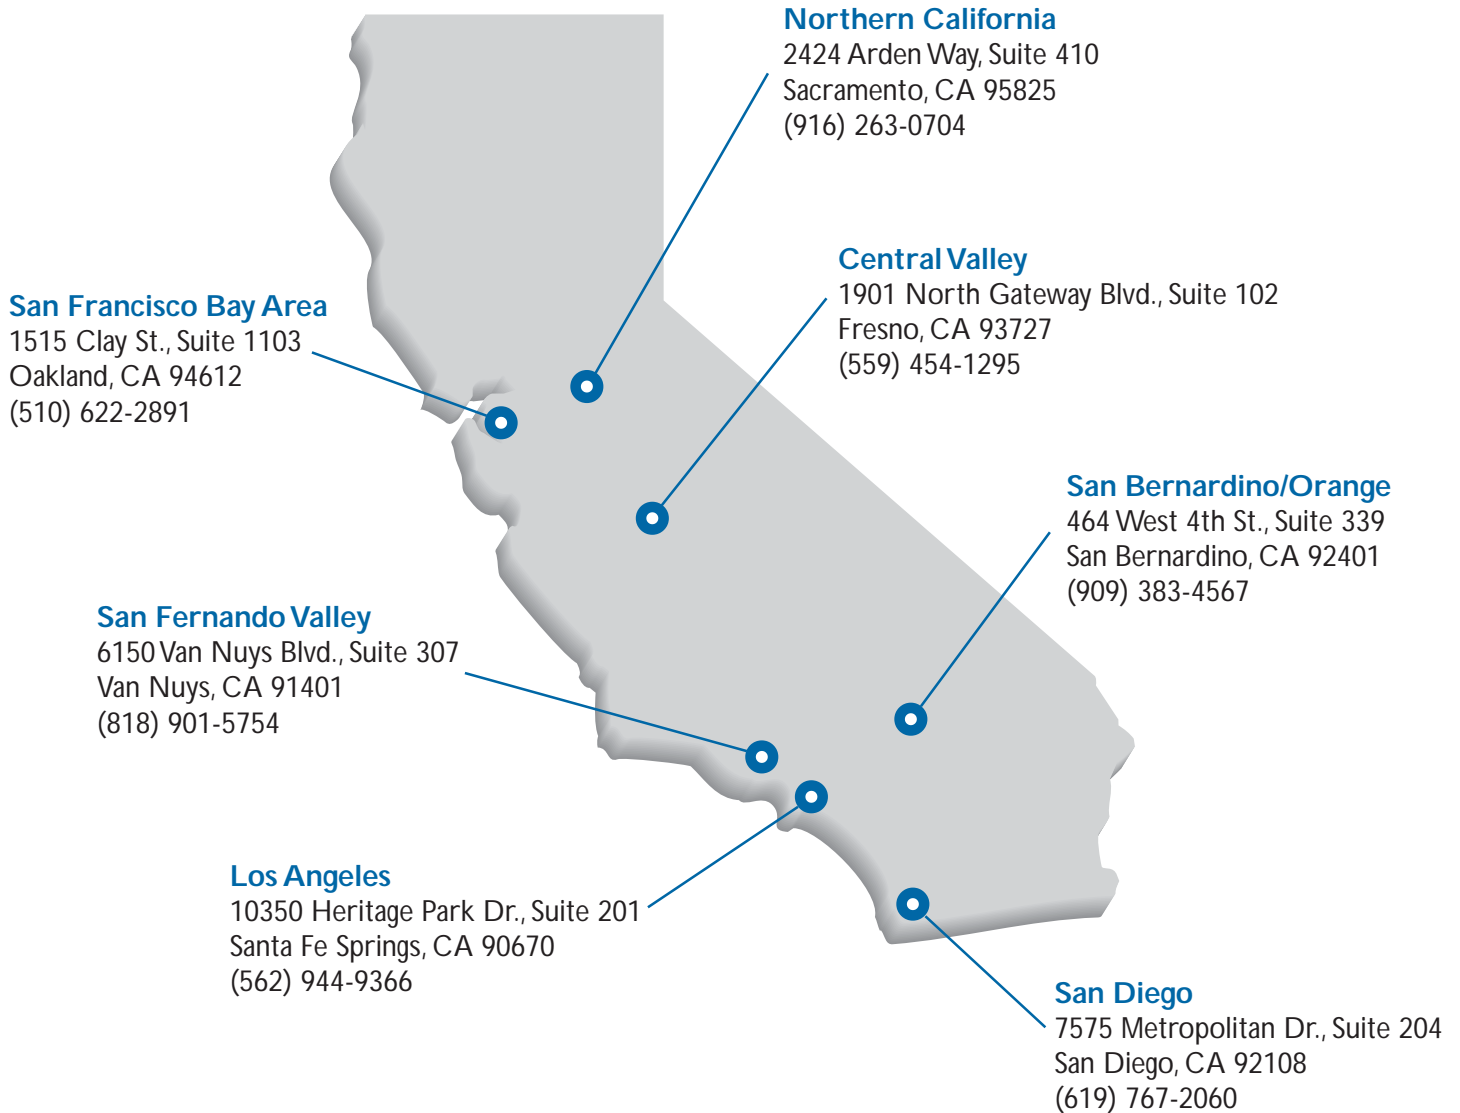 Northern California
2424 Arden Way, Suite 410
Sacramento, CA 95825
(916) 263-0704
Central Valley
1901 North Gateway Blvd., Suite 102
Fresno, CA 93727
(559) 454-1295
San Francisco Bay Area
1515 Clay St., Suite 1103
Oakland, CA 94612
(510) 622-2891
San Bernardino/Orange
464 West 4th St., Suite 339
San Bernardino, CA 92401
(909) 383-4567
San Fernando Valley
6150 Van Nuys Blvd., Suite 307
Van Nuys, CA 91401
(818) 901-5754
Los Angeles
10350 Heritage Park Dr., Suite 201
Santa Fe Springs, CA 90670
(562) 944-9366
San Diego
7575 Metropolitan Dr., Suite 204
San Diego, CA 92108
(619) 767-2060